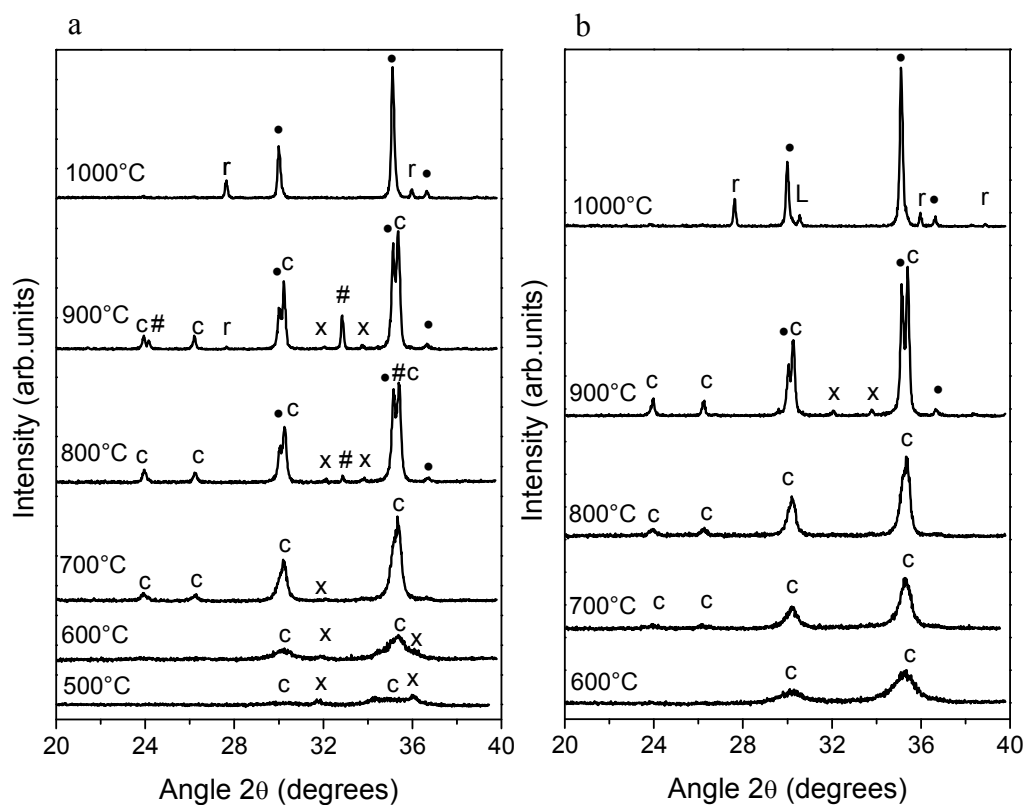 a
Intensity (arb.units)
1000°C
r
•
•
r
•
900°C
c
#
c
r
•
c
x
#
x
•
c
•
800°C
c
c
•
c
x
#
x
•
#c
•
700°C
c
c
c
x
c
600°C
c
x
c
x
500°C
c
x
c
x
20
24
28
32
36
40
Angle 2θ (degrees)
b
Intensity (arb.units)
1000°C
r
•
L
•
r
•
r
900°C
c
c
•
c
x
x
•
c
•
800°C
c
c
c
c
700°C
c
c
c
c
600°C
c
c
20
24
28
32
36
40
Angle 2θ (degrees)